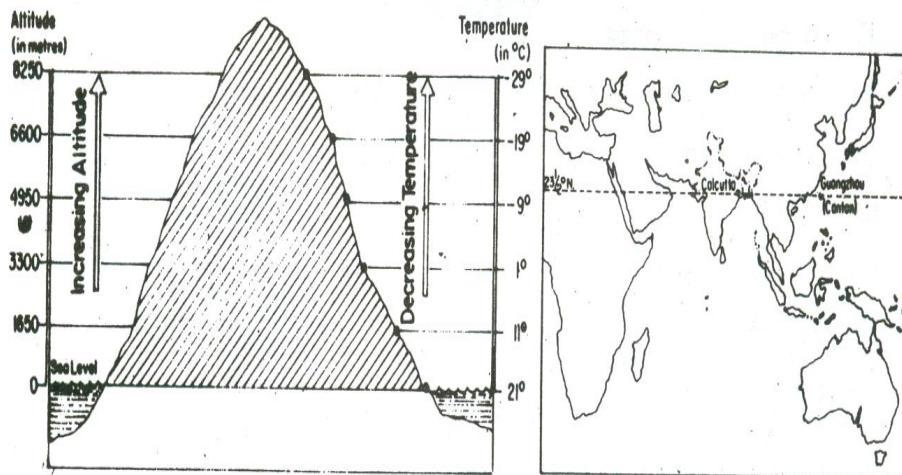 Altitude
(in metres)
8250
6600
4950
3300
1650
0
Sea Level
Increasing Altitude
Decreasing Temperature
Temperature
(in °C)
-29°
-19°
-9°
1°
11°
21°
23½°N.
Calcutta
Guangzhou
(Canton)